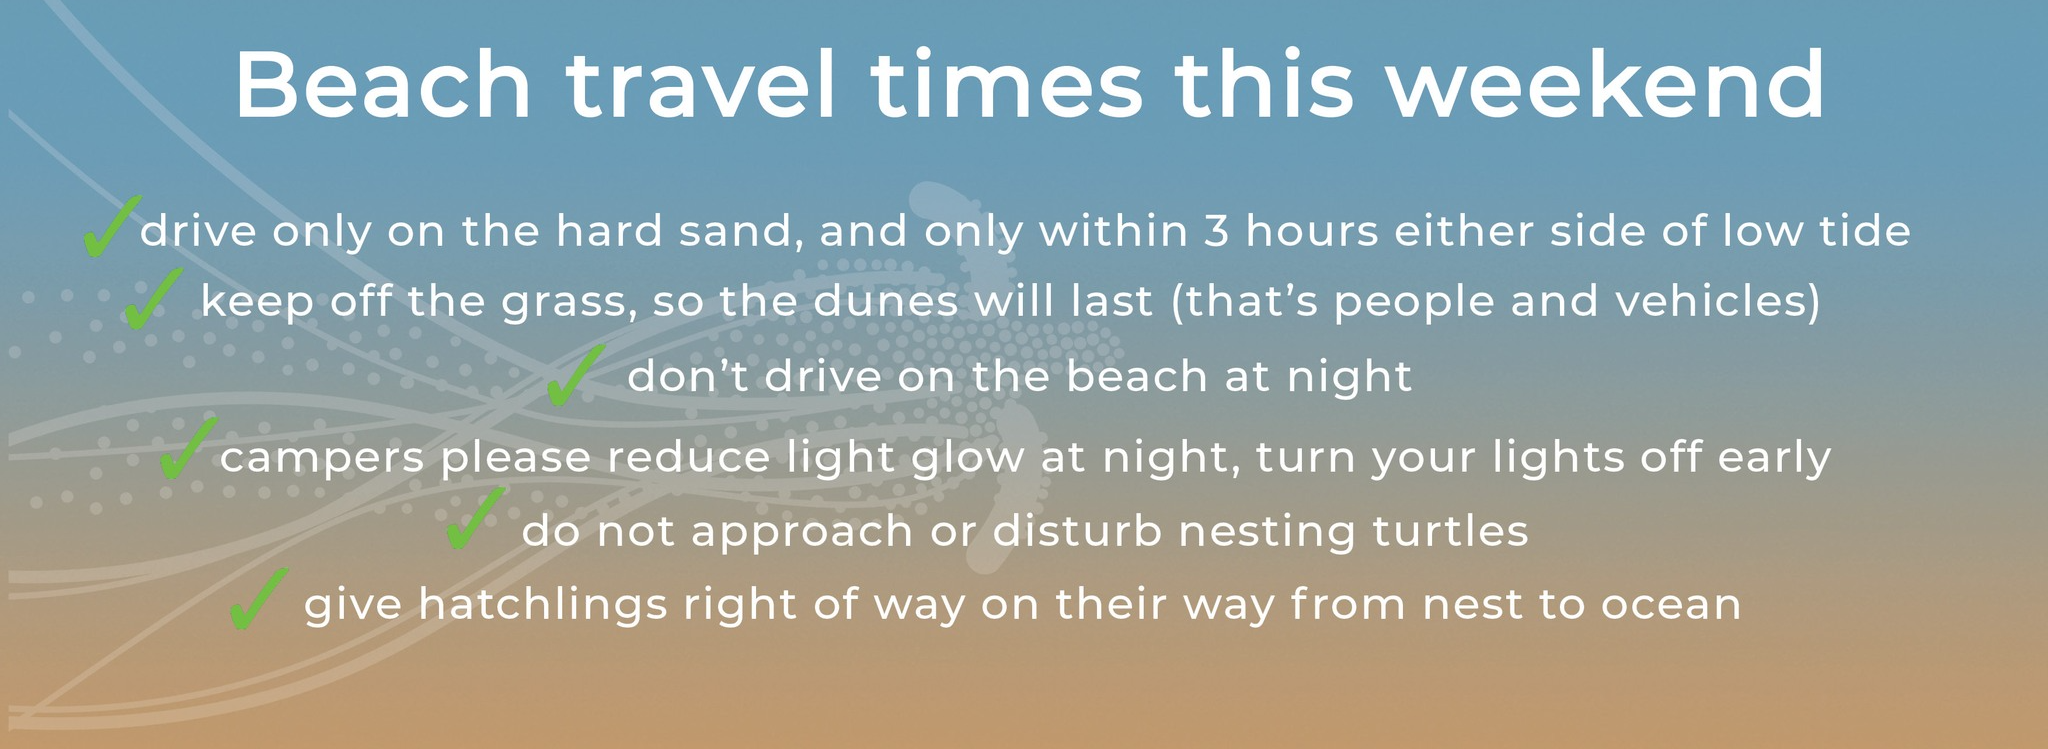 Beach travel times this weekend
drive only on the hard sand, and only within 3 hours either side of low tide
keep off the grass, so the dunes will last (that’s people and vehicles)
don’t drive on the beach at night
campers please reduce light glow at night, turn your lights off early
do not approach or disturb nesting turtles
give hatchlings right of way on their way from nest to ocean